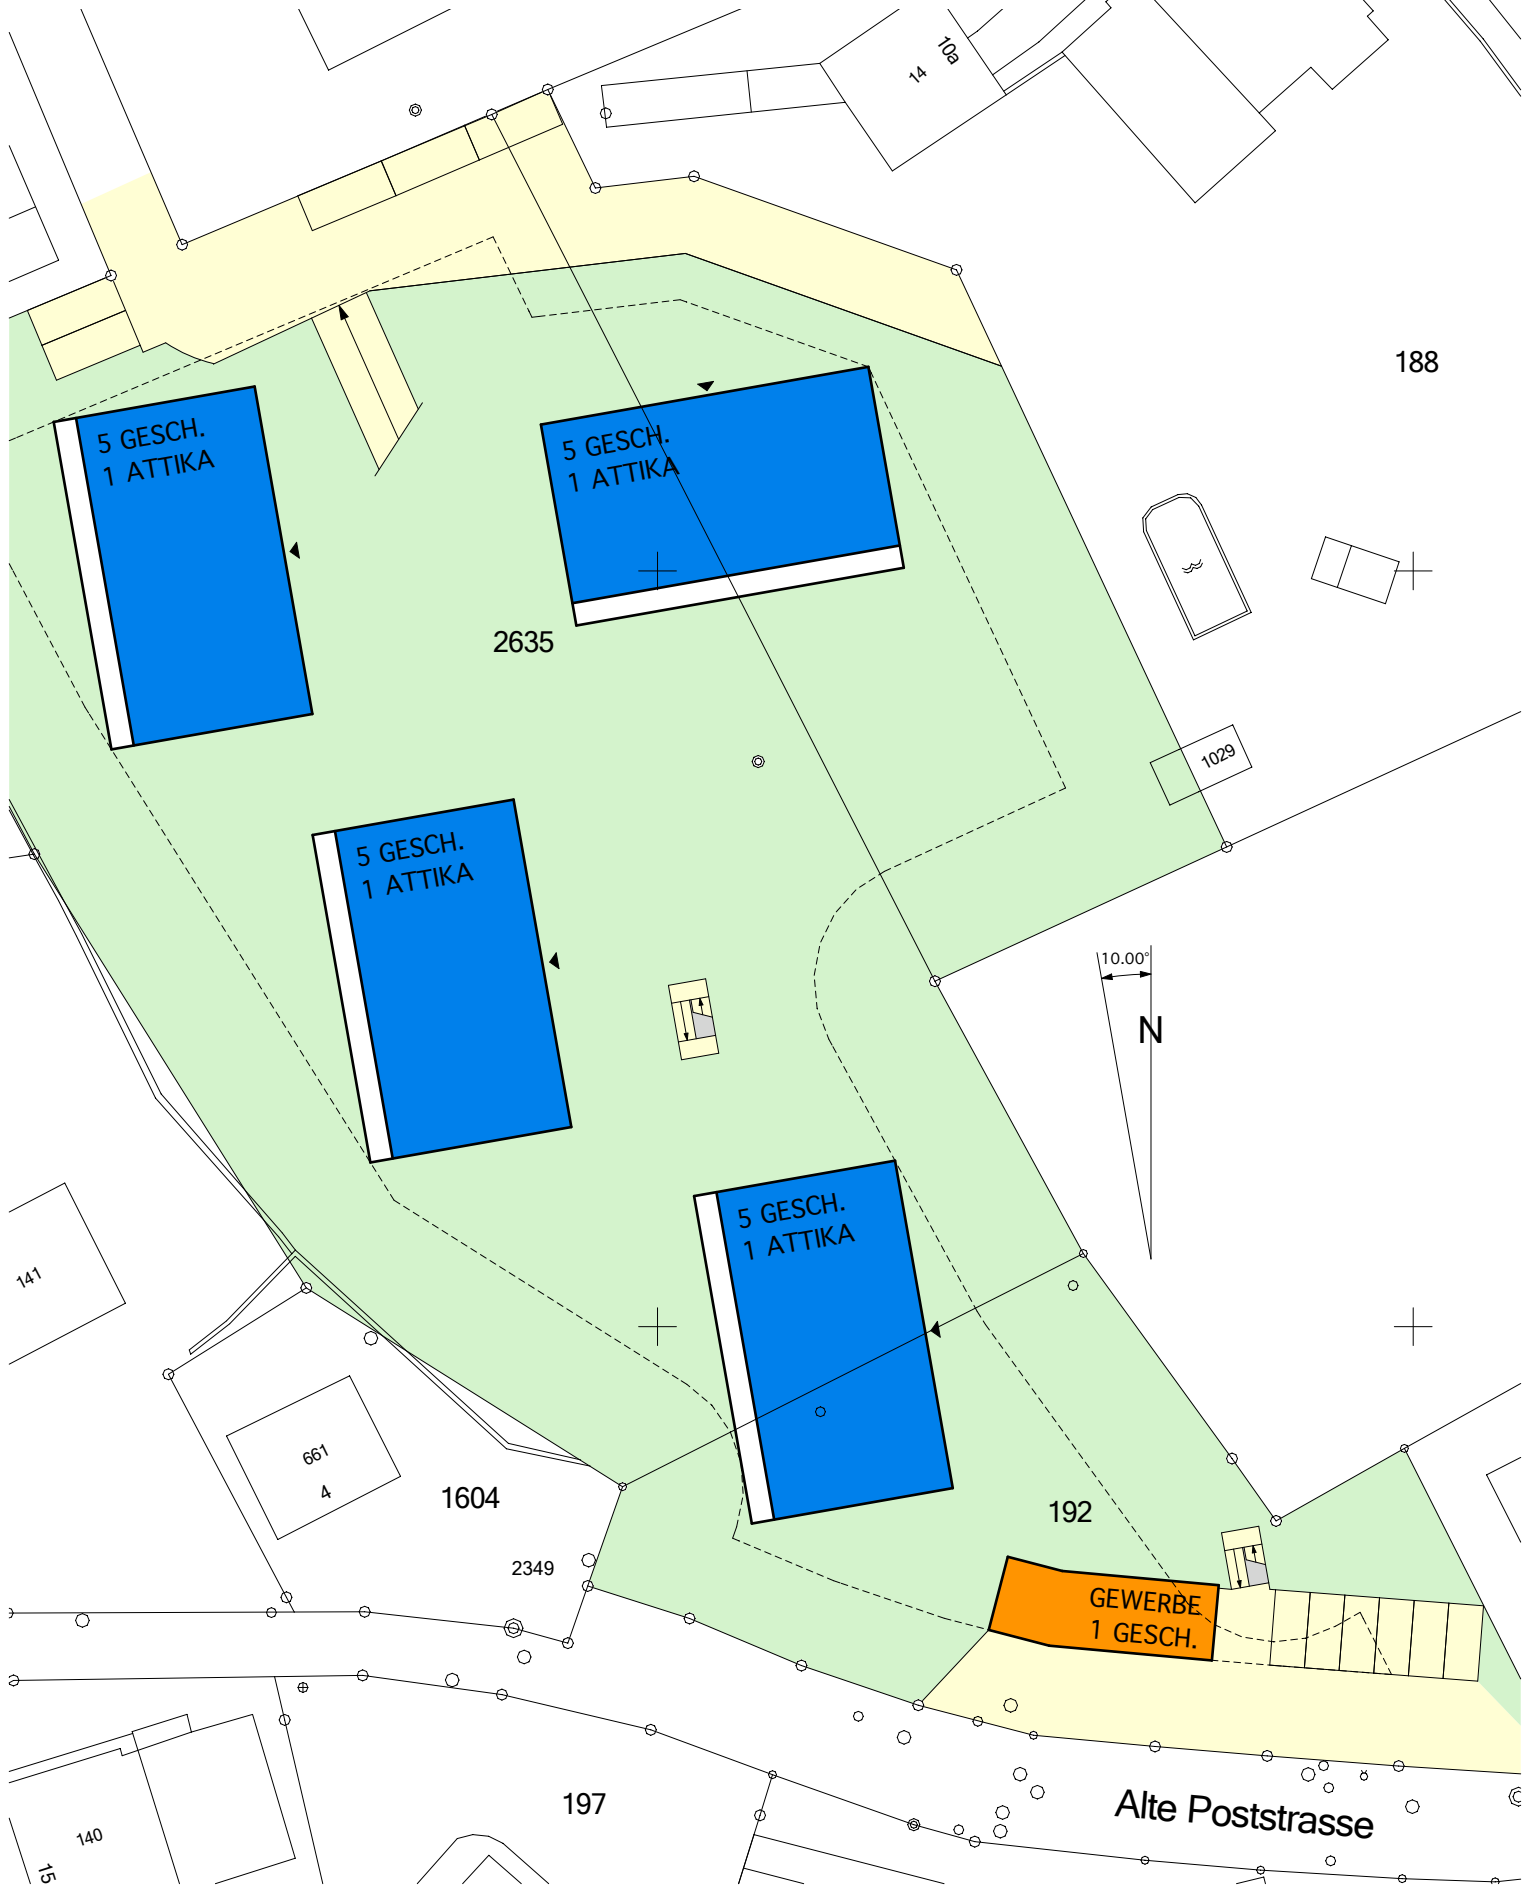 10a
14
188
5 GESCH.
1 ATTIKA
5 GESCH.
1 ATTIKA
2635
1029
5 GESCH.
1 ATTIKA
10.00°
N
5 GESCH.
1 ATTIKA
141
661
4
1604
192
2349
GEWERBE
1 GESCH.
197
Alte Poststrasse
140
15